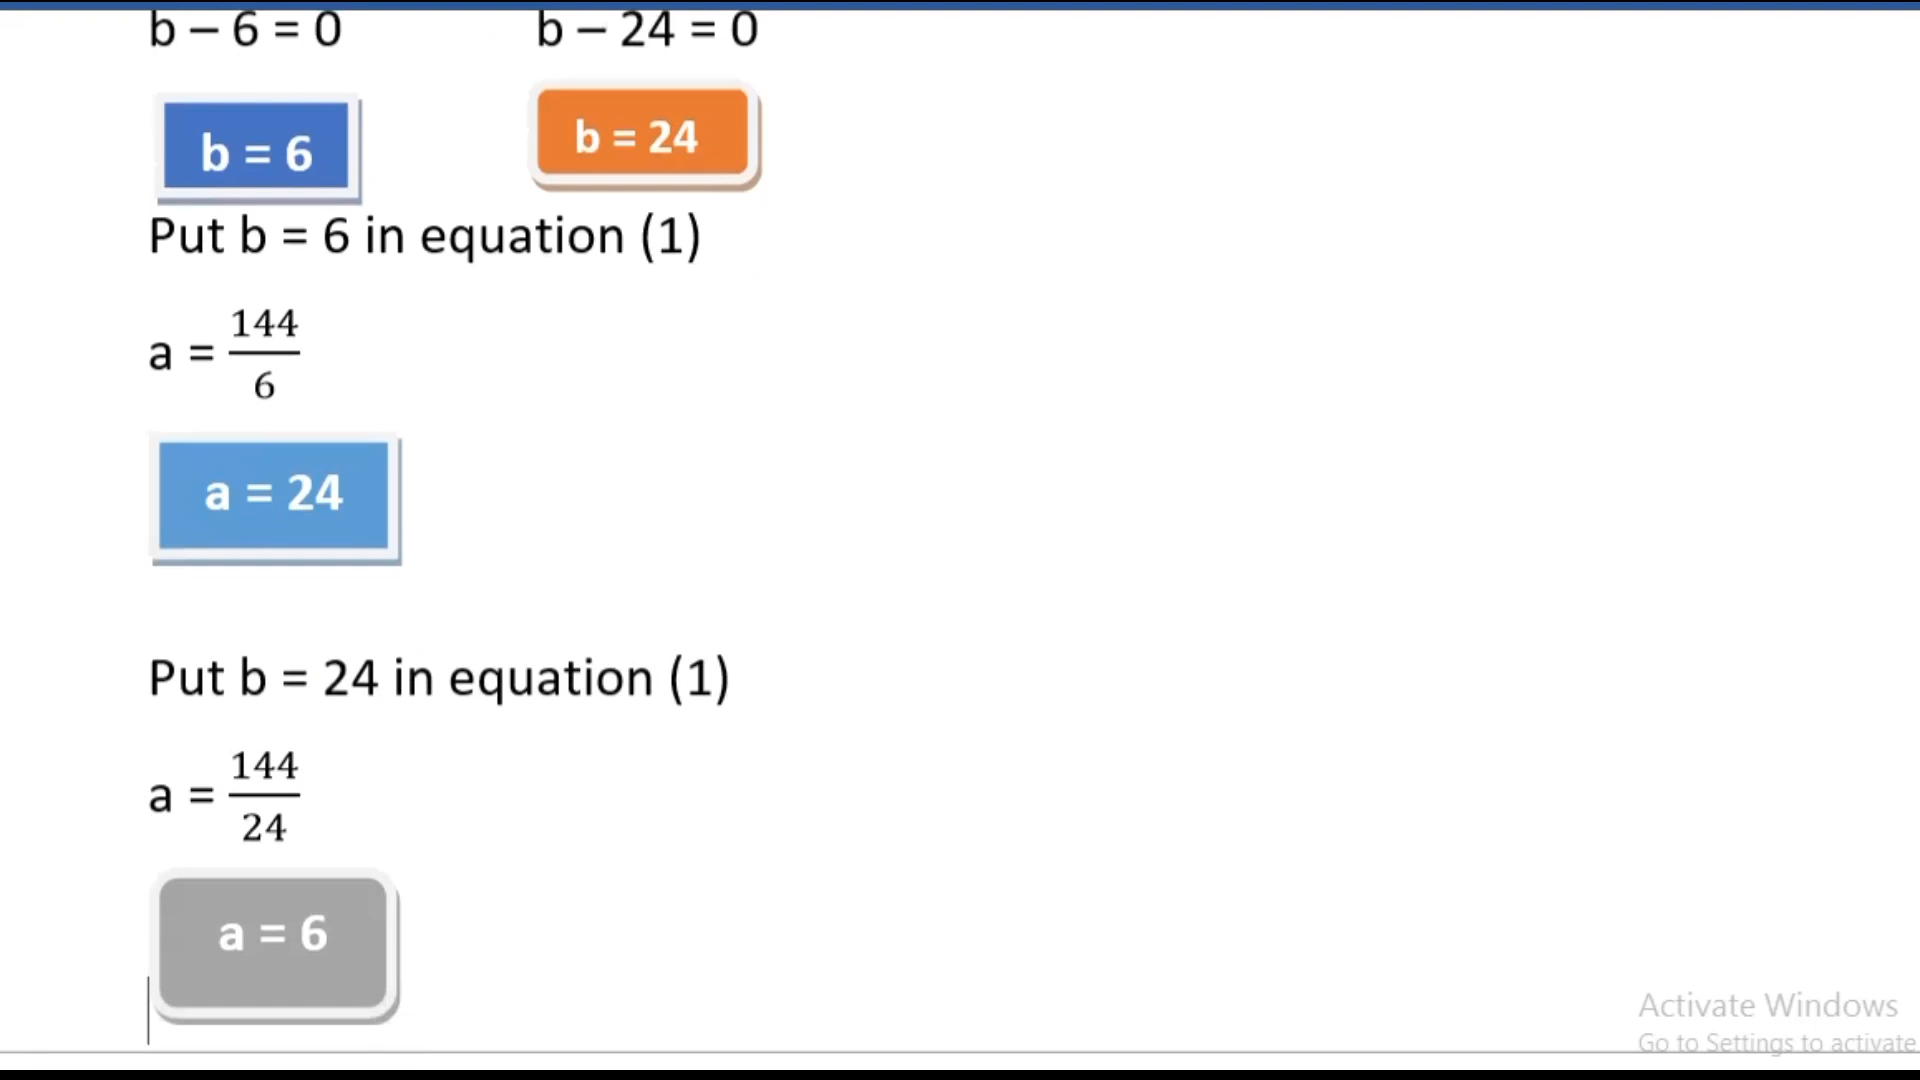 b – 6 = 0 b – 24 = 0
b = 6 b = 24
Put b = 6 in equation (1)
a = 144/6
a = 24
Put b = 24 in equation (1)
a = 144/24
a = 6
Activate Windows
Go to Settings to activate